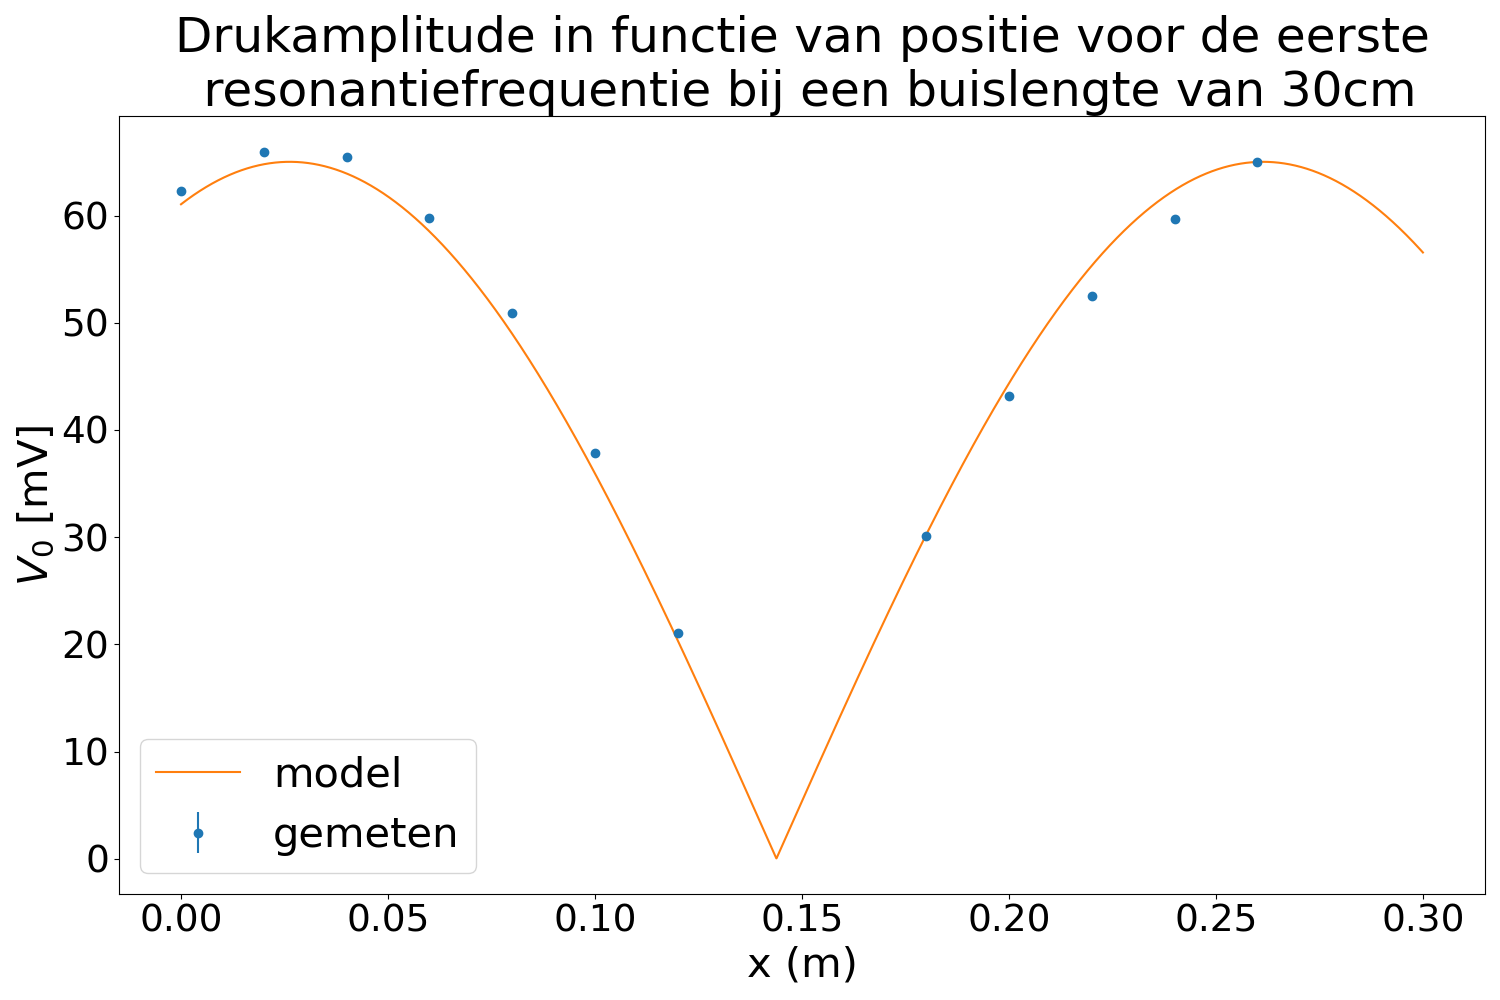 Drukamplitude in functie van positie voor de eerste
resonantiefrequentie bij een buislengte van 30cm
V₀ [mV]
60
50
40
30
20
10
0
model
gemeten
0.00 0.05 0.10 0.15 0.20 0.25 0.30
x (m)